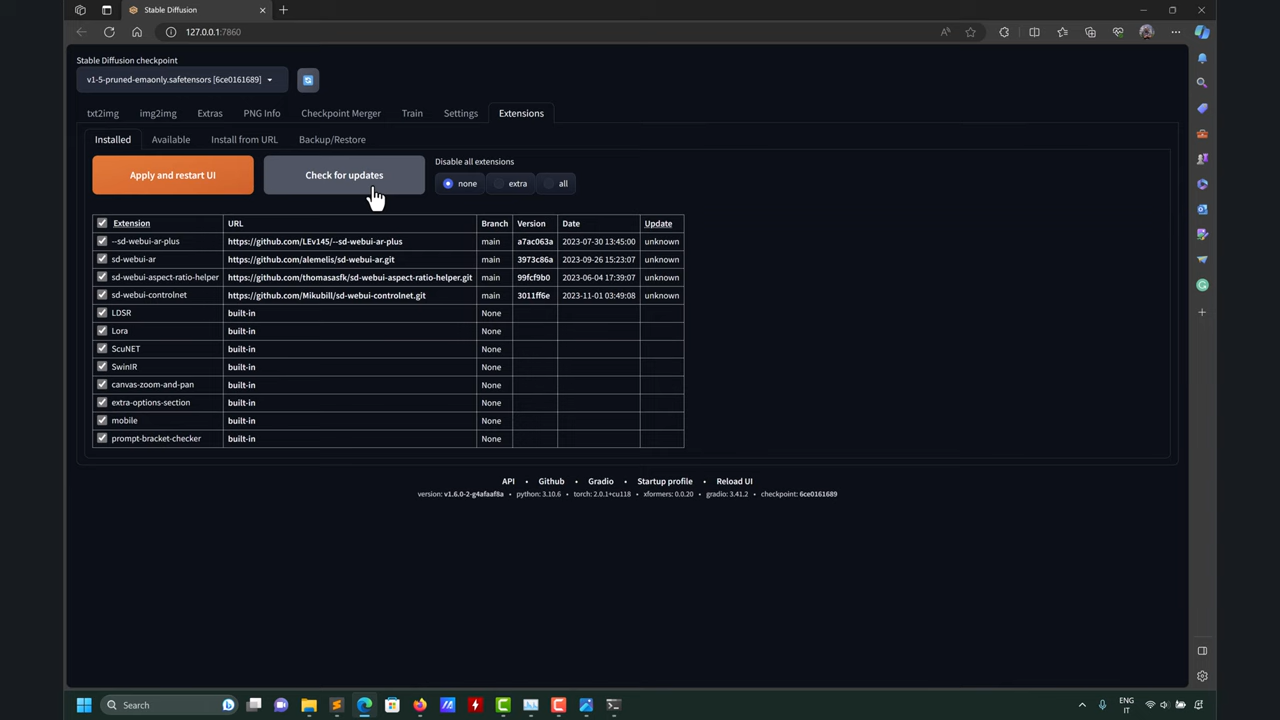 Stable Diffusion
127.0.0.1:7860
Stable Diffusion checkpoint
v1-5-pruned-emaonly.safetensors [6ce0161689]
txt2img img2img Extras PNG Info Checkpoint Merger Train Settings Extensions
Installed Available Install from URL Backup/Restore
Disable all extensions
Apply and restart UI Check for updates none extra all
Extension URL Branch Version Date Update
--sd-webui-ar-plus https://github.com/LEv145/--sd-webui-ar-plus main a7ac063a 2023-07-30 13:45:00 unknown
sd-webui-ar https://github.com/alemelis/sd-webui-ar.git main 3973c86a 2023-09-26 15:23:07 unknown
sd-webui-aspect-ratio-helper https://github.com/thomasasfk/sd-webui-aspect-ratio-helper.git main 99fcf9b0 2023-06-04 17:39:07 unknown
sd-webui-controlnet https://github.com/Mikubill/sd-webui-controlnet.git main 3011ff6e 2023-11-01 03:49:08 unknown
LDSR built-in None
Lora built-in None
ScuNET built-in None
SwinIR built-in None
canvas-zoom-and-pan built-in None
extra-options-section built-in None
mobile built-in None
prompt-bracket-checker built-in None
API • Github • Gradio • Startup profile • Reload UI
version: v1.6.0-2-g4afaaf8a • python: 3.10.6 • torch: 2.0.1+cu118 • xformers: 0.0.20 • gradio: 3.41.2 • checkpoint: 6ce0161689
Search
ENG
IT